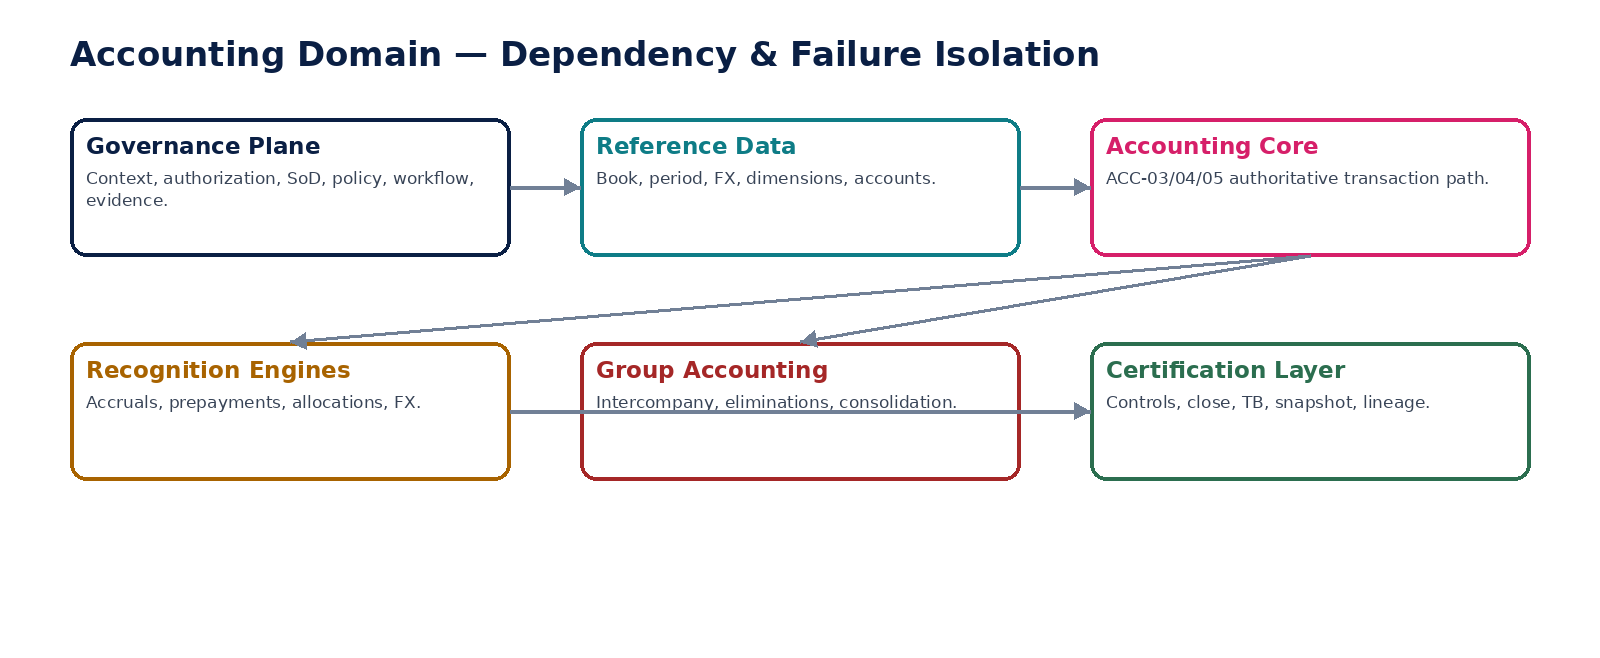 Accounting Domain — Dependency & Failure Isolation
Governance Plane
Context, authorization, SoD, policy, workflow,
evidence.
Reference Data
Book, period, FX, dimensions, accounts.
Accounting Core
ACC-03/04/05 authoritative transaction path.
Recognition Engines
Accruals, prepayments, allocations, FX.
Group Accounting
Intercompany, eliminations, consolidation.
Certification Layer
Controls, close, TB, snapshot, lineage.